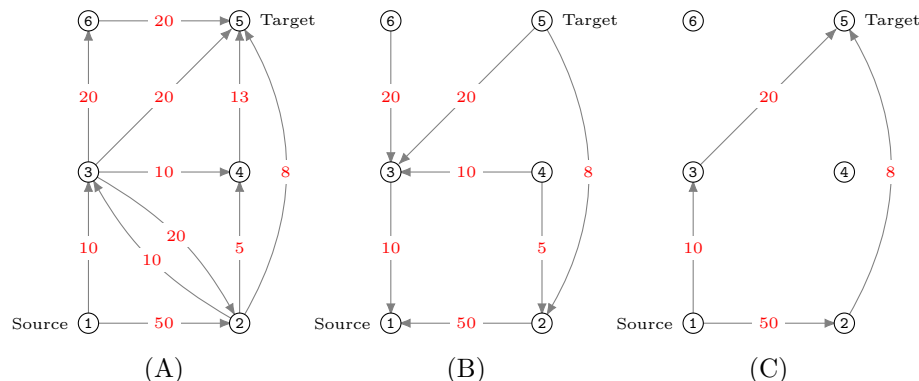 6 20 5 Target 6 5 Target 6 5 Target
20 20 13 20 20 20
3 10 4 8 3 10 4 8 3 4 8
10 20 10 5 10 5 10
Source 1 50 2 Source 1 50 2 Source 1 50 2
(A) (B) (C)